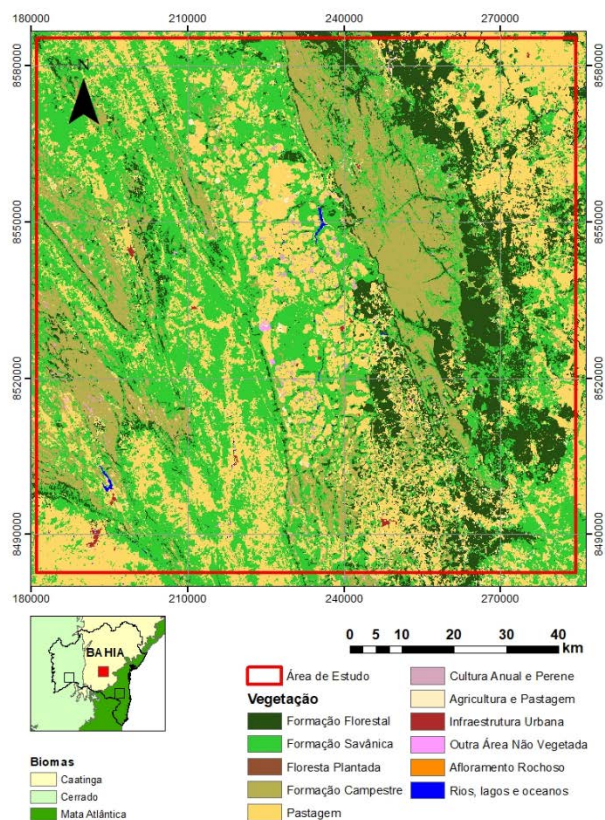 180000 210000 240000 270000
8580000 8580000
N
8550000 8550000
8520000 8520000
8490000 8490000
180000 210000 240000 270000
BAHIA
0 5 10 20 30 40
km
Área de Estudo
Vegetação
Formação Florestal
Formação Savânica
Floresta Plantada
Formação Campestre
Pastagem
Cultura Anual e Perene
Agricultura e Pastagem
Infraestrutura Urbana
Outra Área Não Vegetada
Afloramento Rochoso
Rios, lagos e oceanos
Biomas
Caatinga
Cerrado
Mata Atlântica